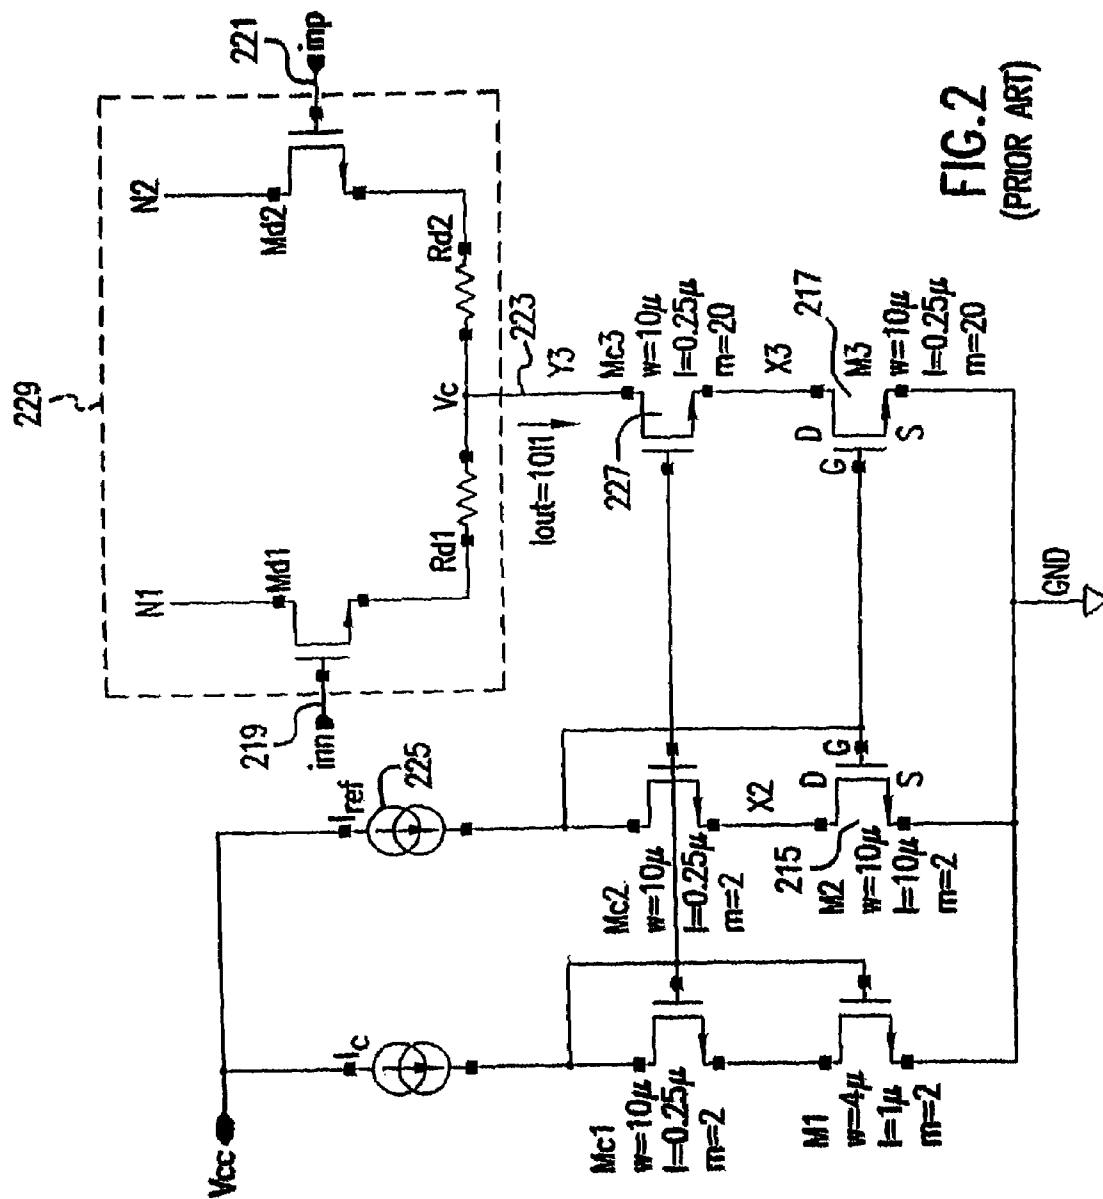 229
N1
N2
221
inp
Md1
Md2
219
inn
Rd1
Vc
Rd2
223
Iout=10I1
Y3
Vcc
Ic
Iref
225
Mc1
w=10μ
l=0.25μ
m=2
Mc2
w=10μ
l=0.25μ
m=2
227
Mc3
w=10μ
l=0.25μ
m=20
X2
X3
M1
w=4μ
l=1μ
m=2
215
M2
w=10μ
l=10μ
m=2
D
G
S
D
G
S
217
M3
w=10μ
l=0.25μ
m=20
GND
FIG.2
(PRIOR ART)